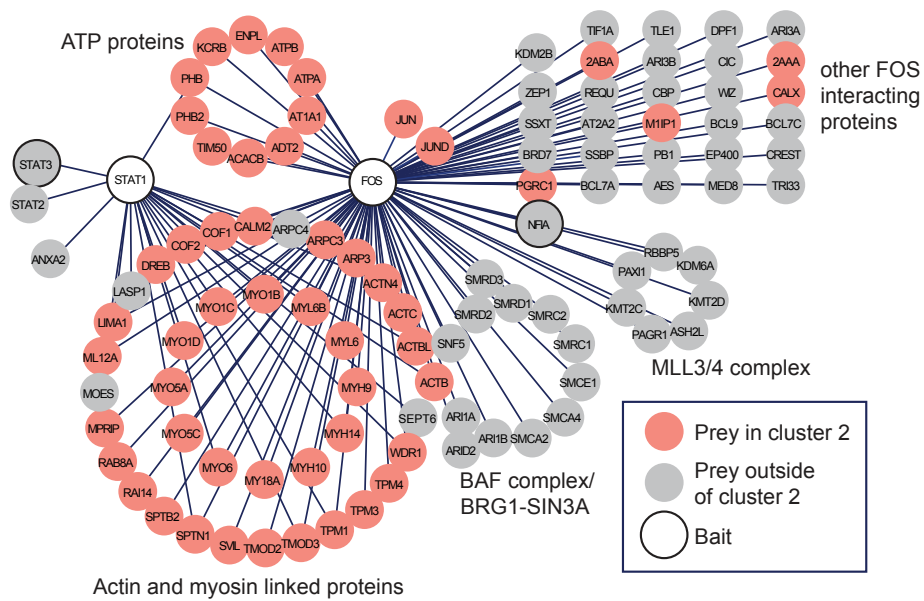 ATP proteins
ENPL
KCRB
ATPB
PHB
ATPA
PHB2
AT1A1
TIM50
ADT2
ACACB
JUN
JUND
STAT3
STAT1
STAT2
ANXA2
FOS
KDM2B
TIF1A
TLE1
DPF1
ARI3A
2ABA
ARI3B
CIC
2AAA
ZEP1
REQU
CBP
WIZ
CALX
SSXT
AT2A2
M1IP1
BCL9
BCL7C
BRD7
SSBP
PB1
EP400
CREST
PGRC1
BCL7A
AES
MED8
TRI33
other FOS
interacting
proteins
NFIA
RBBP5
PAXI1
KDM6A
KMT2C
KMT2D
PAGR1
ASH2L
MLL3/4 complex
SMRD3
SMRD2
SMRD1
SMRC2
SNF5
SMRC1
SMCE1
ARI1A
SMCA4
ARID2
ARI1B
SMCA2
BAF complex/
BRG1-SIN3A
COF2
COF1
CALM2
ARPC4
ARPC3
ARP3
DREB
ACTN4
LASP1
ACTC
LIMA1
ACTBL
ML12A
ACTB
MOES
SEPT6
MPRIP
WDR1
RAB8A
TPM4
RAI14
TPM3
SPTB2
TPM1
SPTN1
SVIL
TMOD2
TMOD3
MYO1C
MYO1B
MYL6B
MYO1D
MYL6
MYO5A
MYH9
MYO5C
MYH14
MYO6
MY18A
MYH10
Actin and myosin linked proteins
Prey in cluster 2
Prey outside
of cluster 2
Bait